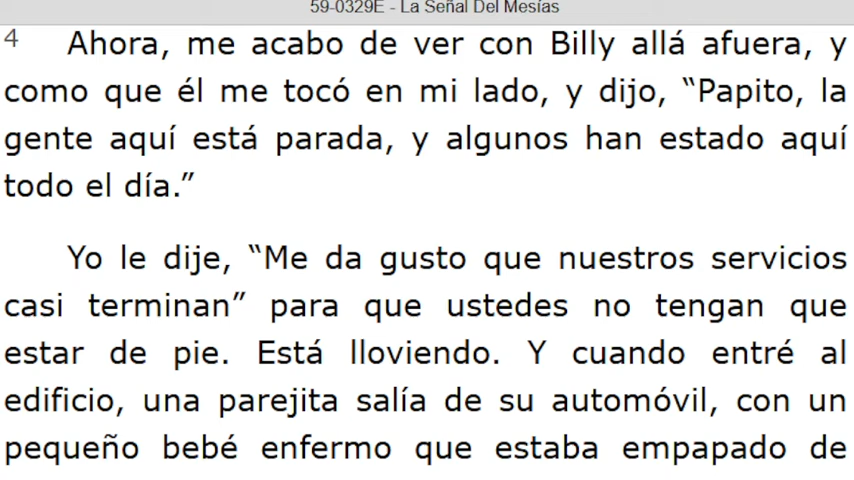 59-0329E - La Señal Del Mesías
4 Ahora, me acabo de ver con Billy allá afuera, y
como que él me tocó en mi lado, y dijo, “Papito, la
gente aquí está parada, y algunos han estado aquí
todo el día.”
Yo le dije, “Me da gusto que nuestros servicios
casi terminan” para que ustedes no tengan que
estar de pie. Está lloviendo. Y cuando entré al
edificio, una parejita salía de su automóvil, con un
pequeño bebé enfermo que estaba empapado de